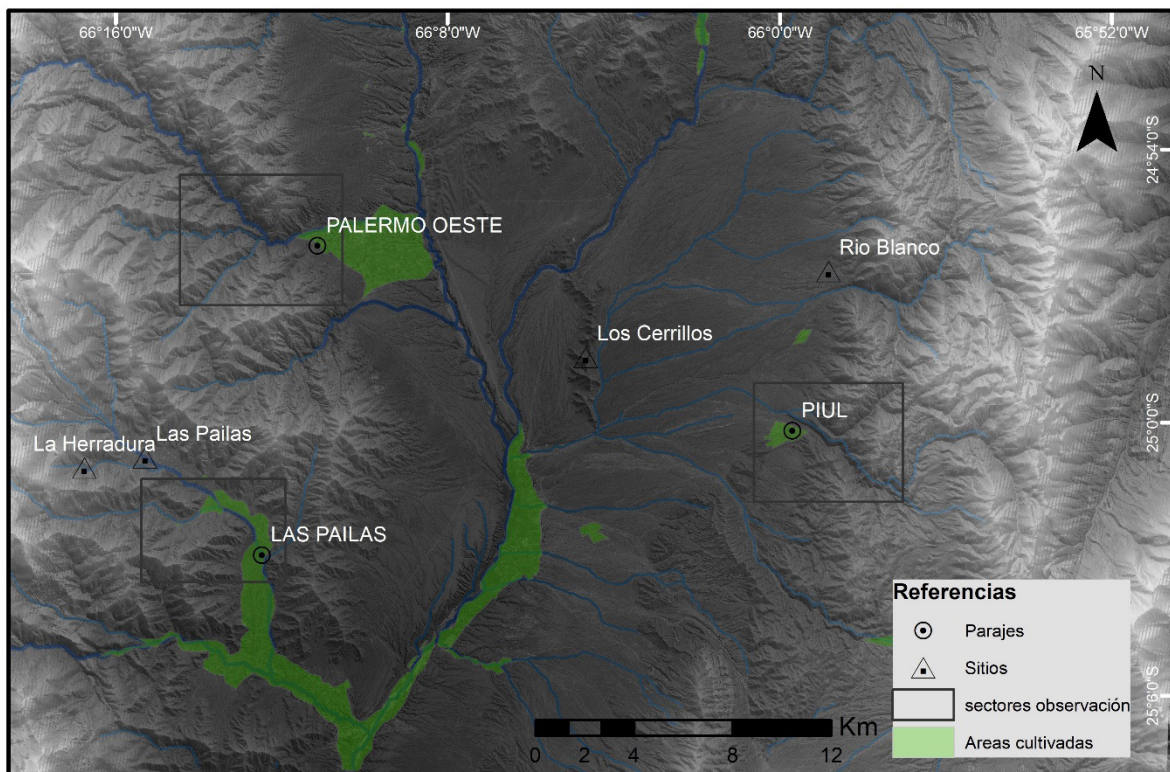 66°16'0"W
66°8'0"W
66°0'0"W
65°52'0"W
N
24°54'0"S
PALERMO OESTE
Rio Blanco
Los Cerrillos
PIUL
25°0'0"S
La Herradura
Las Pailas
LAS PAILAS
Referencias
Parajes
Sitios
sectores observación
Areas cultivadas
25°6'0"S
Km
0 2 4 8 12